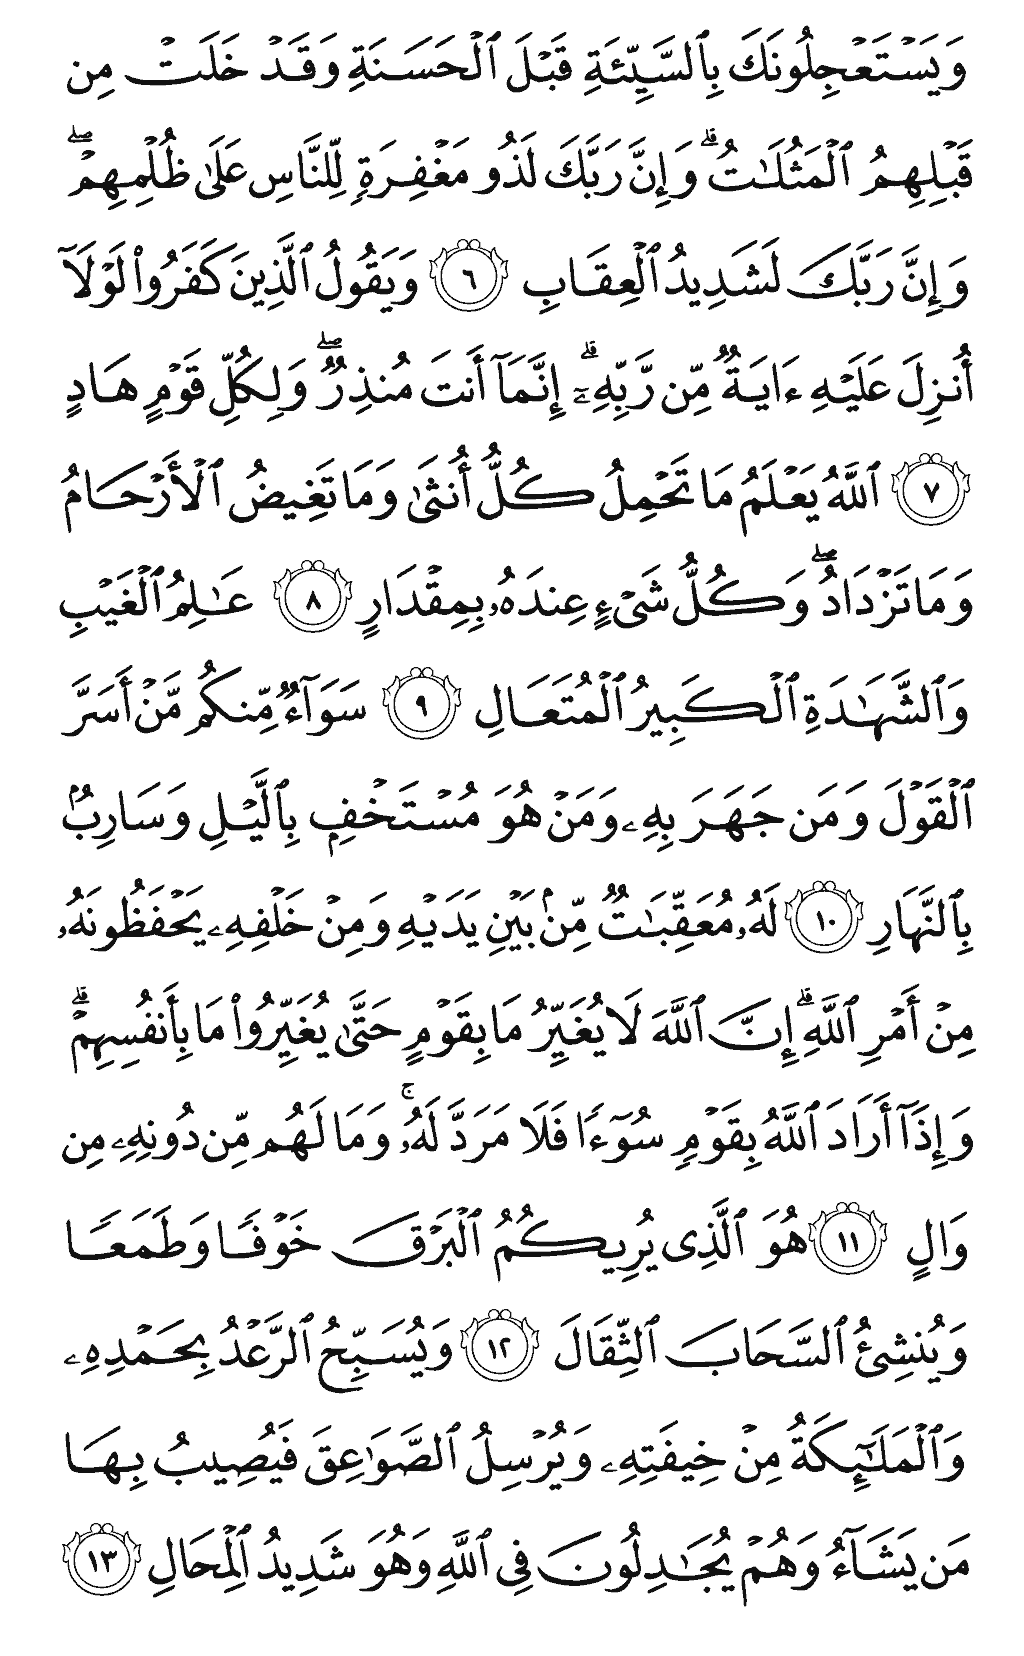 وَيَسۡتَعۡجِلُونَكَ بِٱلسَّيِّئَةِ قَبۡلَ ٱلۡحَسَنَةِ وَقَدۡ خَلَتۡ مِن
قَبۡلِهِمُ ٱلۡمَثُلَٰتُۗ وَإِنَّ رَبَّكَ لَذُو مَغۡفِرَةٖ لِّلنَّاسِ عَلَىٰ ظُلۡمِهِمۡۖ
وَإِنَّ رَبَّكَ لَشَدِيدُ ٱلۡعِقَابِ ٦ وَيَقُولُ ٱلَّذِينَ كَفَرُواْ لَوۡلَآ
أُنزِلَ عَلَيۡهِ ءَايَةٞ مِّن رَّبِّهِۦٓۗ إِنَّمَآ أَنتَ مُنذِرٞۖ وَلِكُلِّ قَوۡمٍ هَادٍ
٧ ٱللَّهُ يَعۡلَمُ مَا تَحۡمِلُ كُلُّ أُنثَىٰ وَمَا تَغِيضُ ٱلۡأَرۡحَامُ
وَمَا تَزۡدَادُۖ وَكُلُّ شَيۡءٍ عِندَهُۥ بِمِقۡدَارٍ ٨ عَٰلِمُ ٱلۡغَيۡبِ
وَٱلشَّهَٰدَةِ ٱلۡكَبِيرُ ٱلۡمُتَعَالِ ٩ سَوَآءٞ مِّنكُم مَّنۡ أَسَرَّ
ٱلۡقَوۡلَ وَمَن جَهَرَ بِهِۦ وَمَنۡ هُوَ مُسۡتَخۡفِۭ بِٱلَّيۡلِ وَسَارِبُۢ
بِٱلنَّهَارِ ١٠ لَهُۥ مُعَقِّبَٰتٞ مِّنۢ بَيۡنِ يَدَيۡهِ وَمِنۡ خَلۡفِهِۦ يَحۡفَظُونَهُۥ
مِنۡ أَمۡرِ ٱللَّهِۗ إِنَّ ٱللَّهَ لَا يُغَيِّرُ مَا بِقَوۡمٍ حَتَّىٰ يُغَيِّرُواْ مَا بِأَنفُسِهِمۡۗ
وَإِذَآ أَرَادَ ٱللَّهُ بِقَوۡمٖ سُوٓءٗا فَلَا مَرَدَّ لَهُۥۚ وَمَا لَهُم مِّن دُونِهِۦ مِن
وَالٍ ١١ هُوَ ٱلَّذِي يُرِيكُمُ ٱلۡبَرۡقَ خَوۡفٗا وَطَمَعٗا
وَيُنشِئُ ٱلسَّحَابَ ٱلثِّقَالَ ١٢ وَيُسَبِّحُ ٱلرَّعۡدُ بِحَمۡدِهِۦ
وَٱلۡمَلَٰٓئِكَةُ مِنۡ خِيفَتِهِۦ وَيُرۡسِلُ ٱلصَّوَٰعِقَ فَيُصِيبُ بِهَا
مَن يَشَآءُ وَهُمۡ يُجَٰدِلُونَ فِي ٱللَّهِ وَهُوَ شَدِيدُ ٱلۡمِحَالِ ١٣